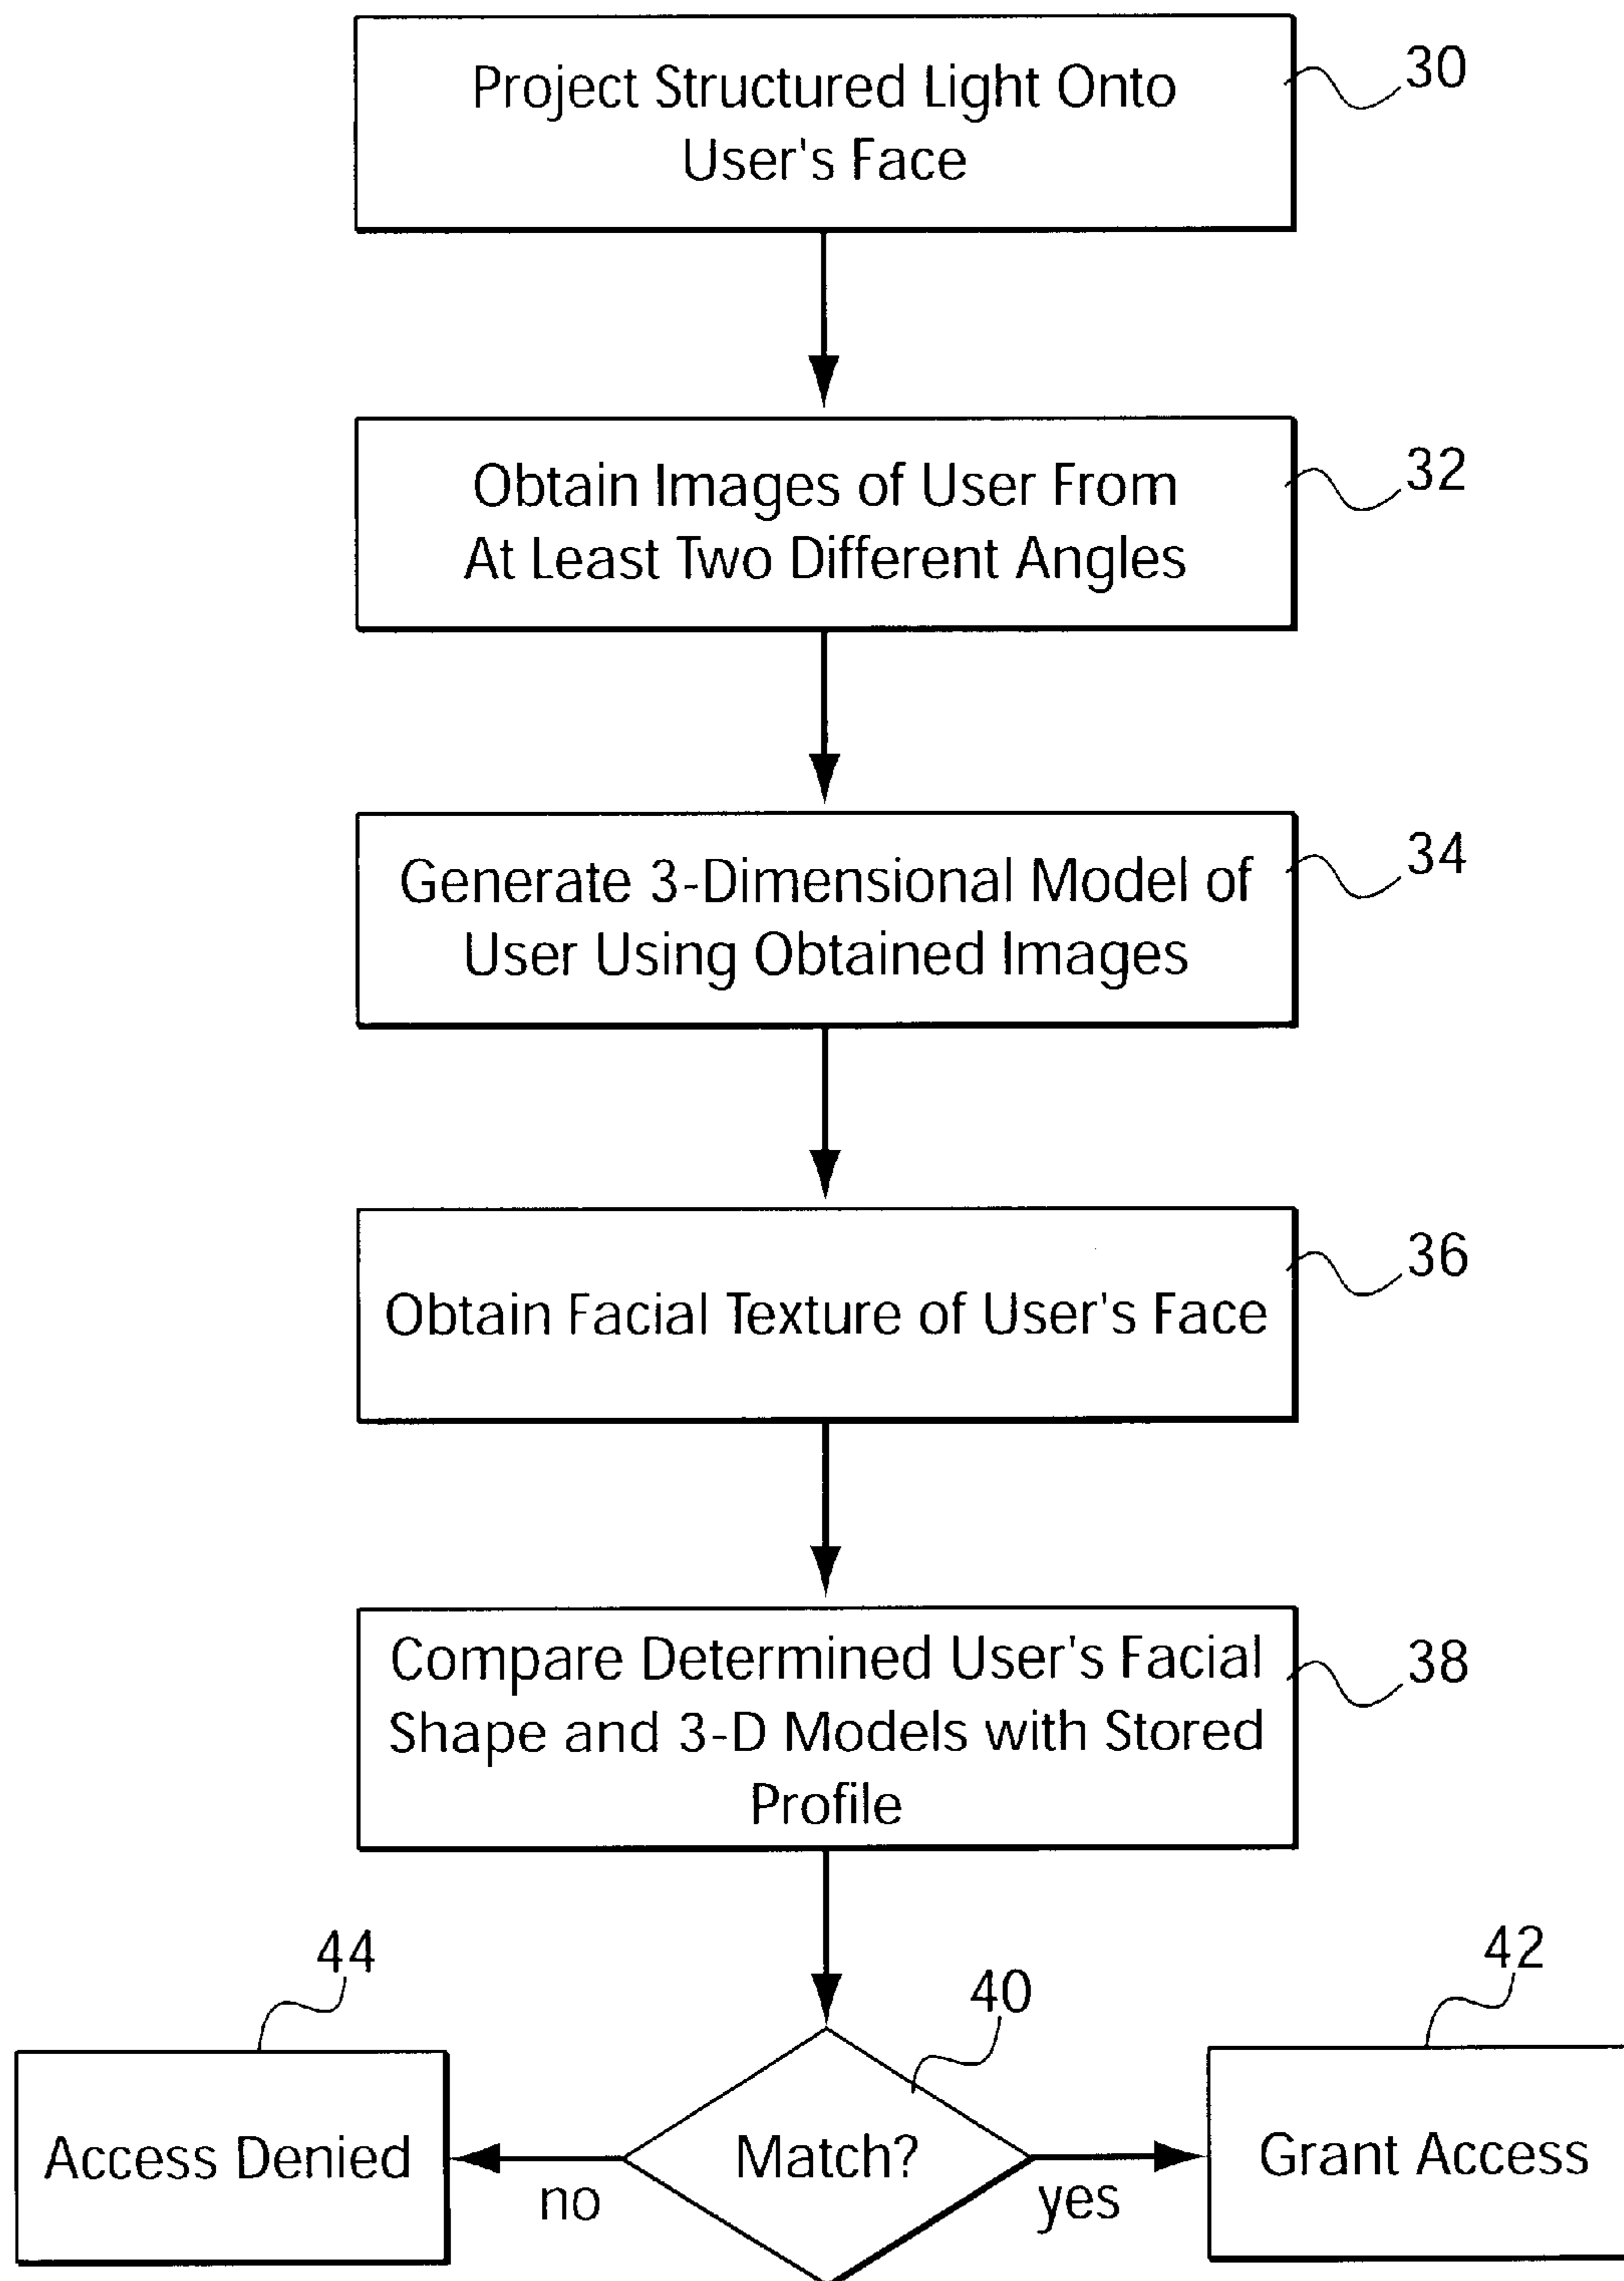 Project Structured Light Onto
User's Face
30
Obtain Images of User From
At Least Two Different Angles
32
Generate 3-Dimensional Model of
User Using Obtained Images
34
Obtain Facial Texture of User's Face
36
Compare Determined User's Facial
Shape and 3-D Models with Stored
Profile
38
44
40
42
Access Denied
no
Match?
yes
Grant Access